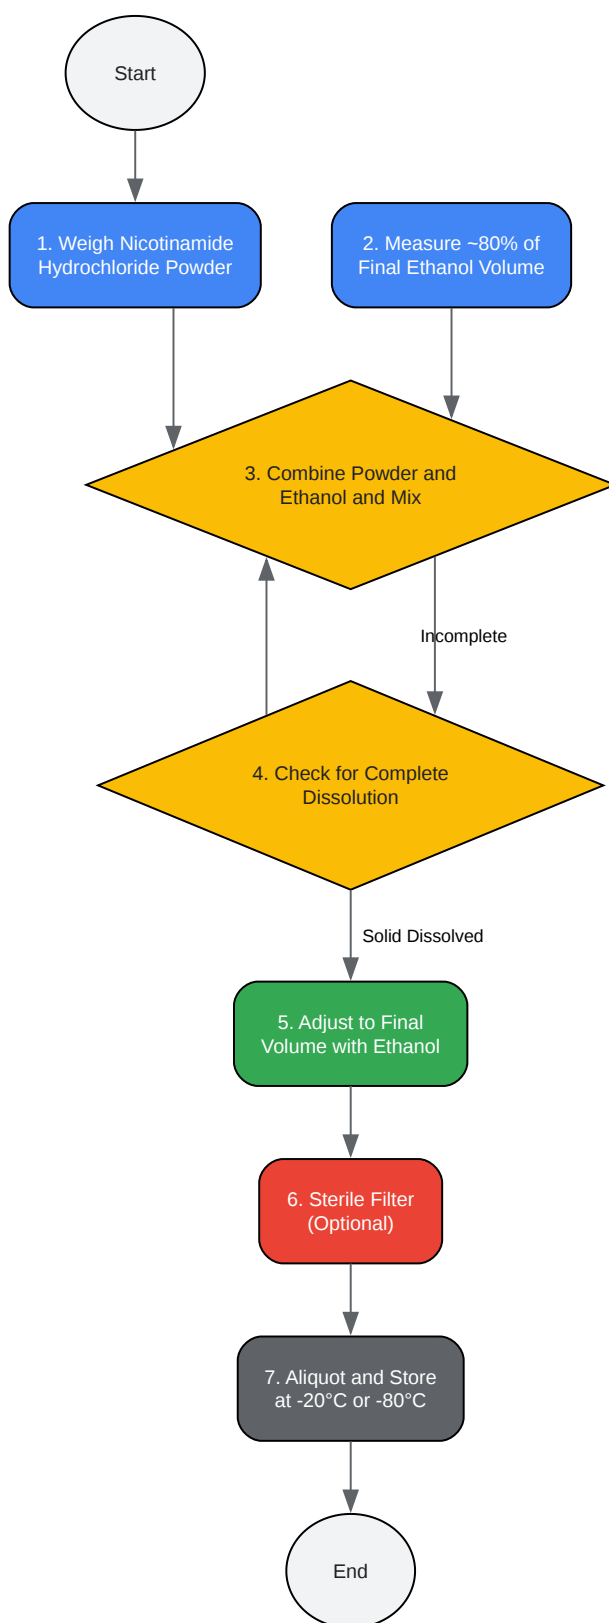 Start
1. Weigh Nicotinamide
Hydrochloride Powder
2. Measure ~80% of
Final Ethanol Volume
3. Combine Powder and
Ethanol and Mix
Incomplete
4. Check for Complete
Dissolution
Solid Dissolved
5. Adjust to Final
Volume with Ethanol
6. Sterile Filter
(Optional)
7. Aliquot and Store
at -20°C or -80°C
End